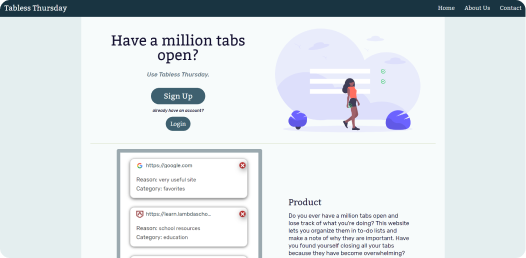 Tabless Thursday
Home About Us Contact
Have a million tabs
open?
Use Tabless Thursday.
Sign Up
already have an account?
Login
https://google.com
Reason: very useful site
Category: favorites
https://learn.lambdascho...
Reason: school resources
Category: education
Product
Do you ever have a million tabs open and
lose track of what you're doing? This website
lets you organize them in to-do lists and
make a note of why they are important. Have
you found yourself closing all your tabs
because they have become overwhelming?